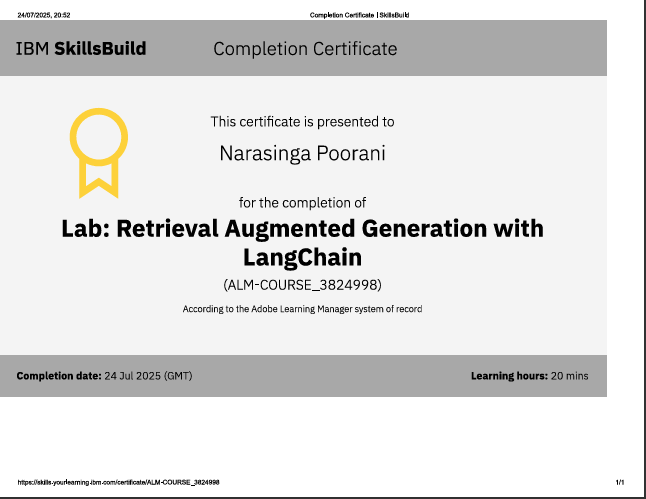 24/07/2025, 20:52
Completion Certificate | SkillsBuild
IBM SkillsBuild
Completion Certificate
This certificate is presented to
Narasinga Poorani
for the completion of
Lab: Retrieval Augmented Generation with
LangChain
(ALM-COURSE_3824998)
According to the Adobe Learning Manager system of record
Completion date: 24 Jul 2025 (GMT)
Learning hours: 20 mins
https://skills.yourlearning.ibm.com/certificate/ALM-COURSE_3824998
1/1